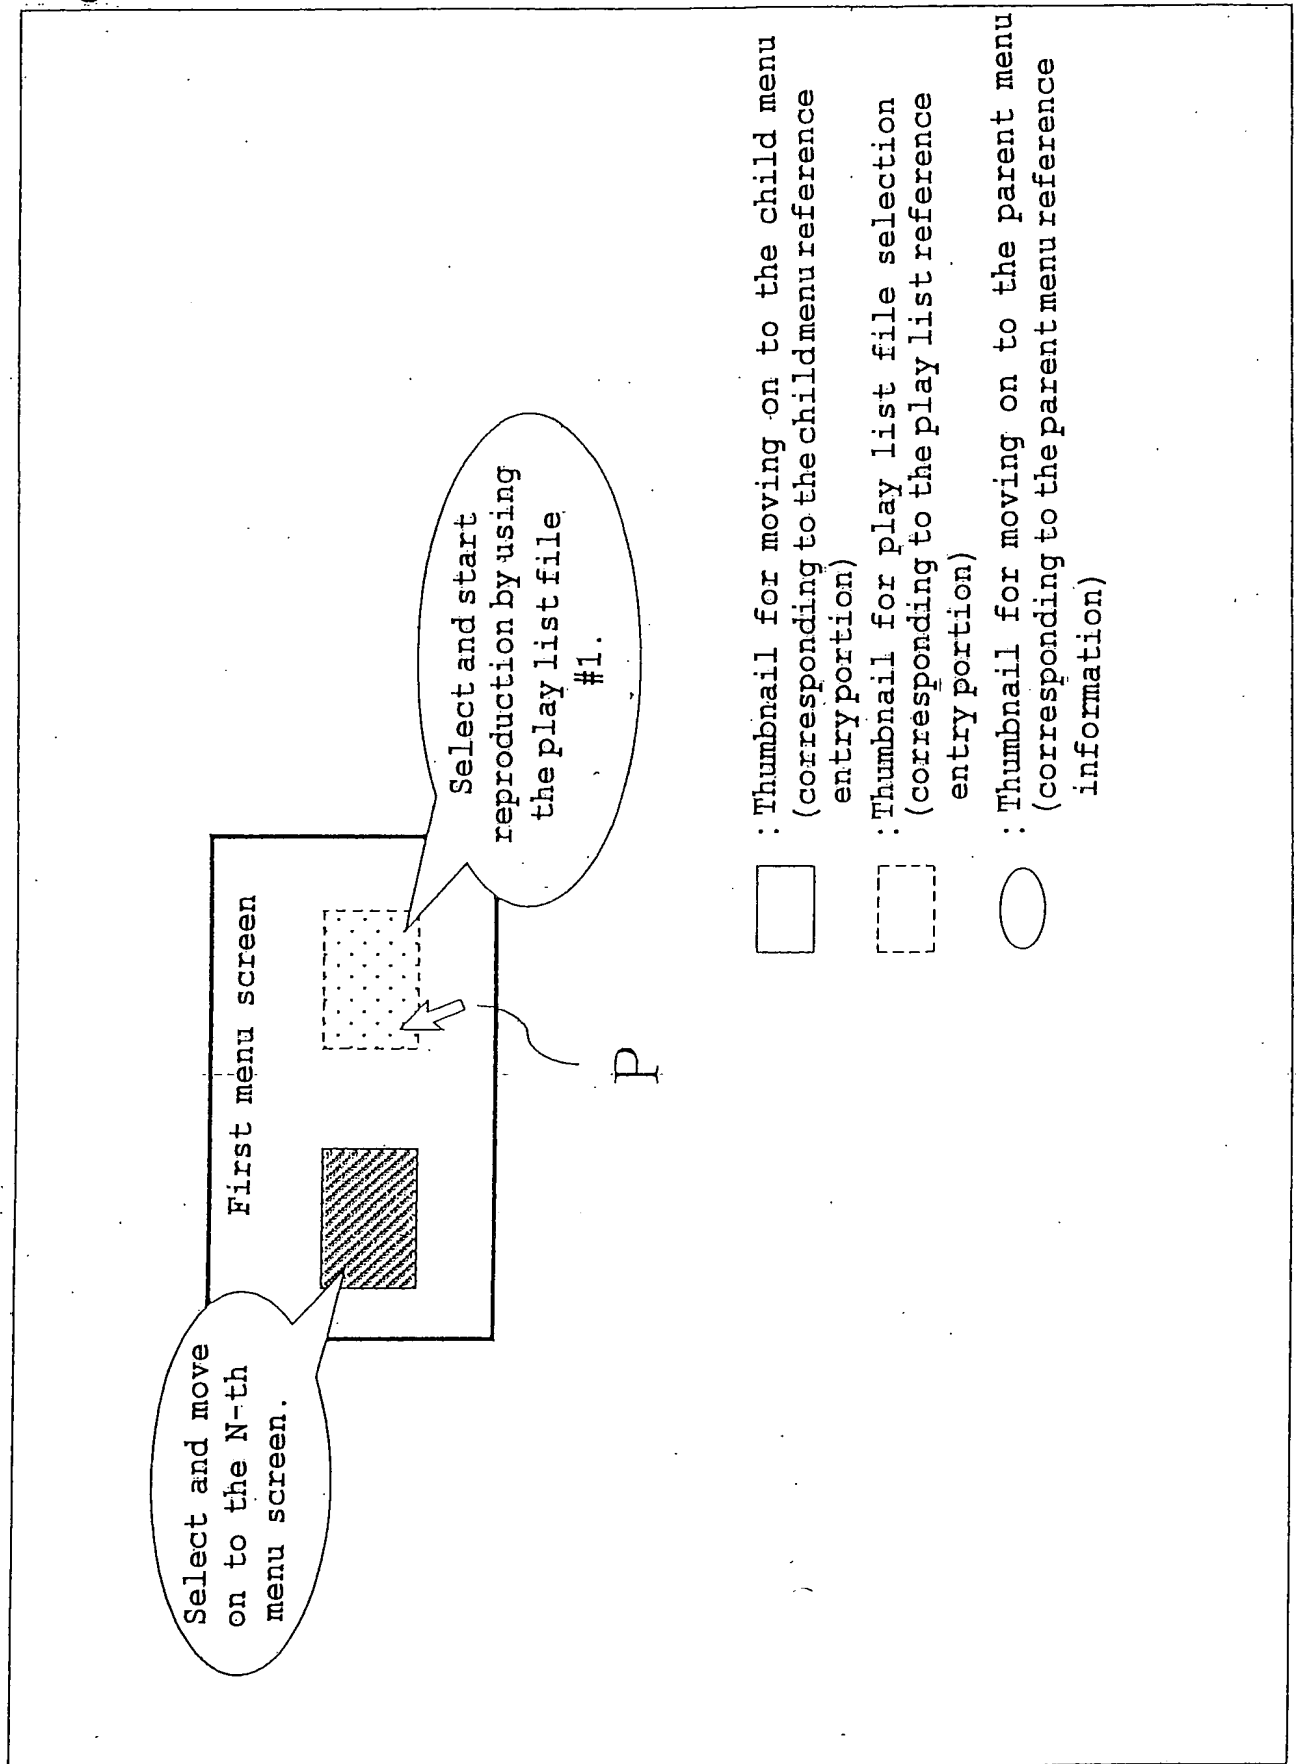 Select and move
on to the N-th
menu screen.
First menu screen
Select and start
reproduction by using
the play list file
#1.
P
: Thumbnail for moving on to the child menu
(corresponding to the child menu reference
entry portion)
: Thumbnail for play list file selection
(corresponding to the play list reference
entry portion)
: Thumbnail for moving on to the parent menu
(corresponding to the parent menu reference
information)